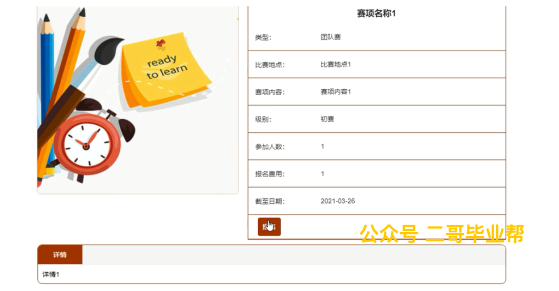 赛项名称1
ready
to learn
类型： 团队赛
比赛地点： 比赛地点1
赛项内容： 赛项内容1
级别： 初赛
参加人数： 1
报名费用： 1
截至日期： 2021-03-26
公众号 二哥毕业帮
详情
详情1